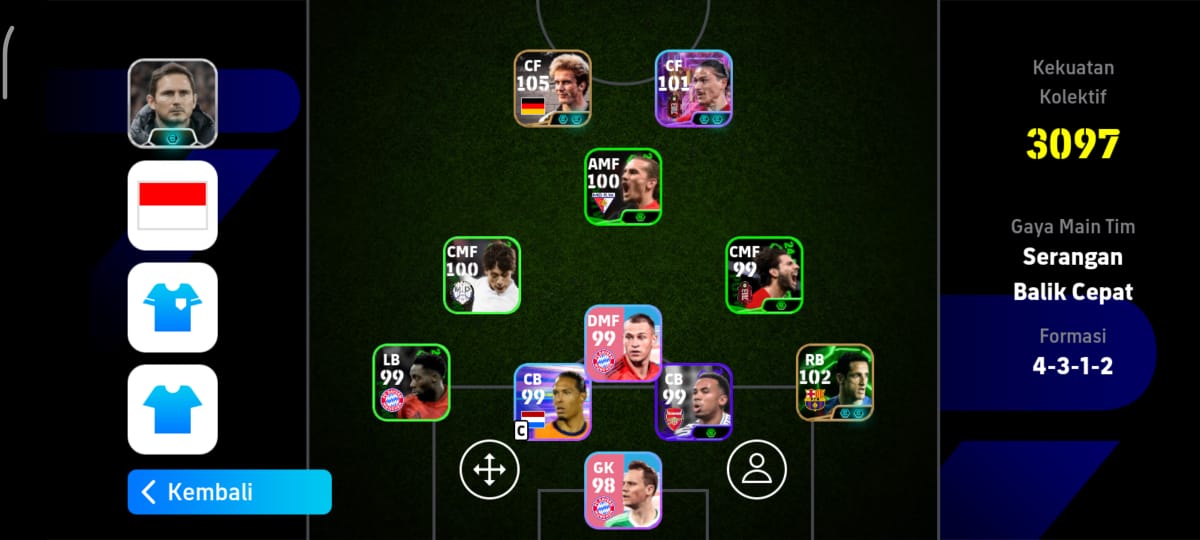 CF
105
CF
101
AMF
100
CMF
100
CMF
99
DMF
99
LB
99
CB
99
C
CB
99
RB
102
GK
98
Kembali
Kekuatan
Kolektif
3097
Gaya Main Tim
Serangan
Balik Cepat
Formasi
4-3-1-2